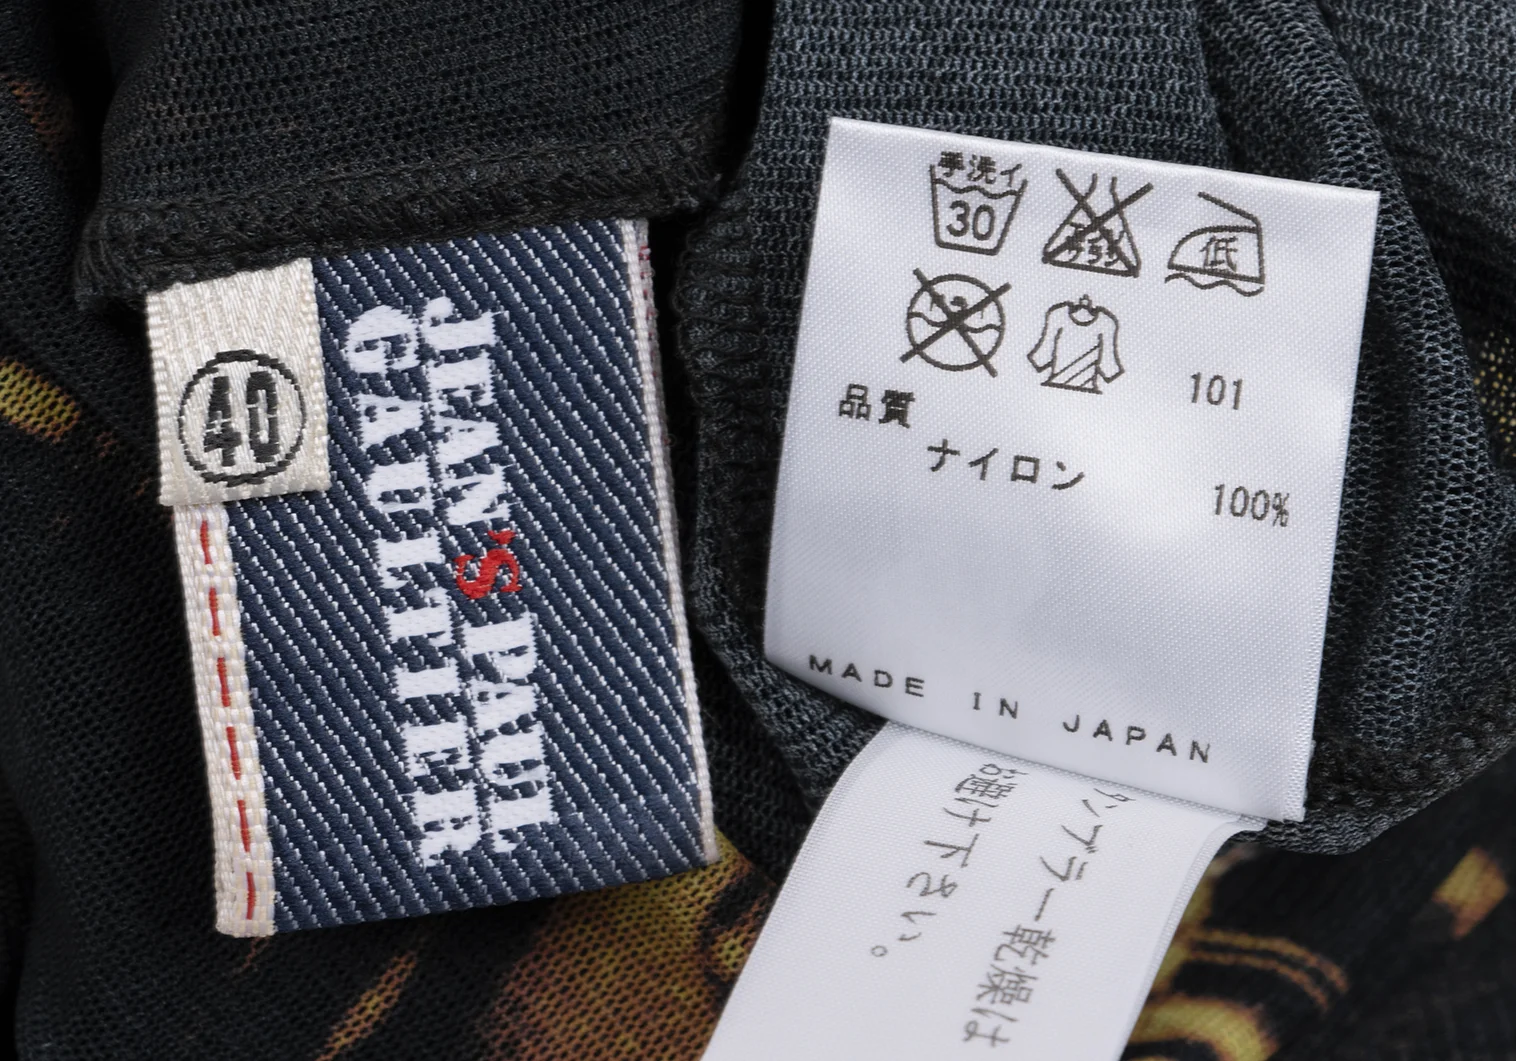 40
JEAN'S PAUL
GAULTIER
手洗イ
30
低
101
品質
ナイロン
100%
MADE IN JAPAN
タンブラー乾燥は
お避け下さい。